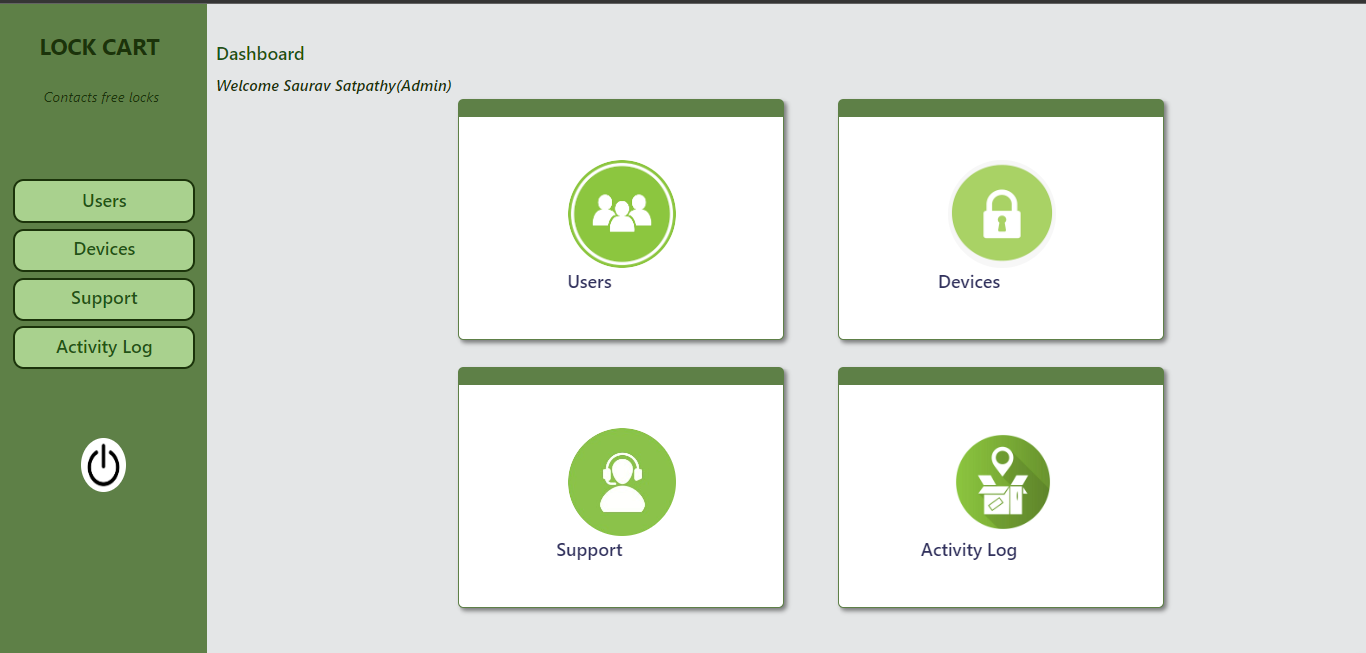 LOCK CART
Contacts free locks
Users
Devices
Support
Activity Log
Dashboard
Welcome Saurav Satpathy(Admin)
Users
Devices
Support
Activity Log